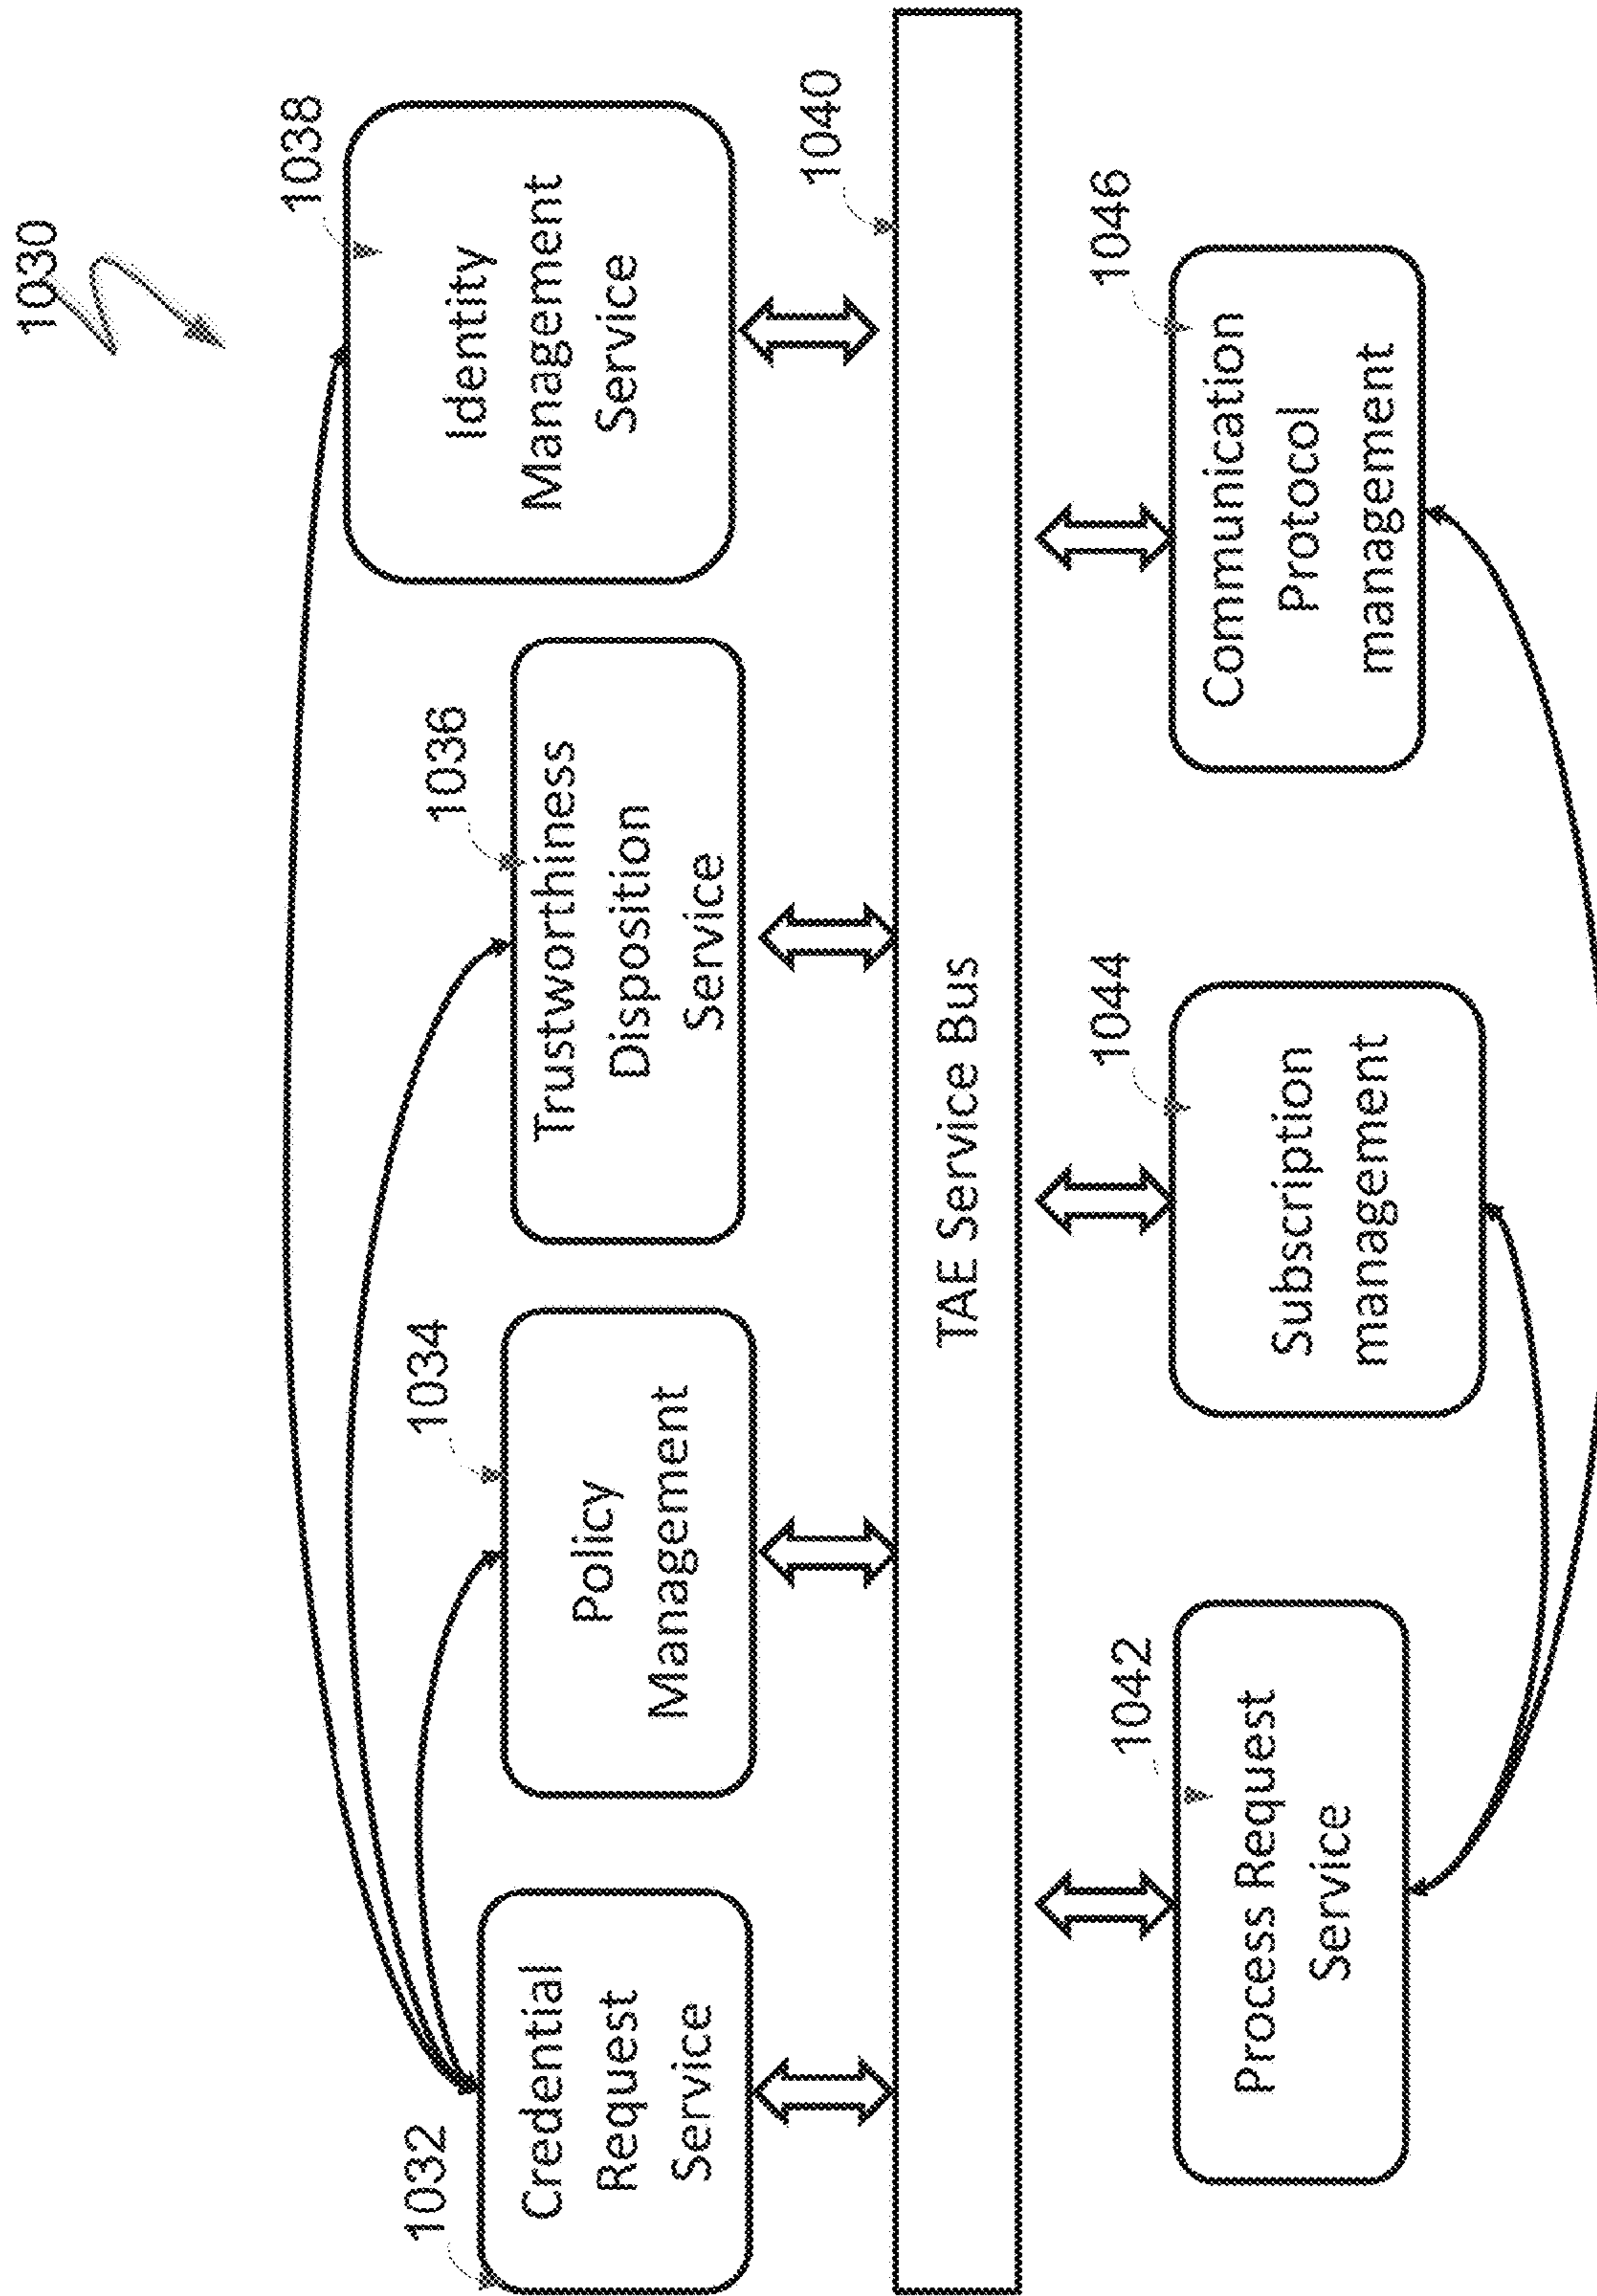 1030
1032
Credential
Request
Service
1034
Policy
Management
1036
Trustworthiness
Disposition
Service
1038
Identity
Management
Service
1040
TAE Service Bus
1042
Process Request
Service
1044
Subscription
management
1046
Communication
Protocol
management